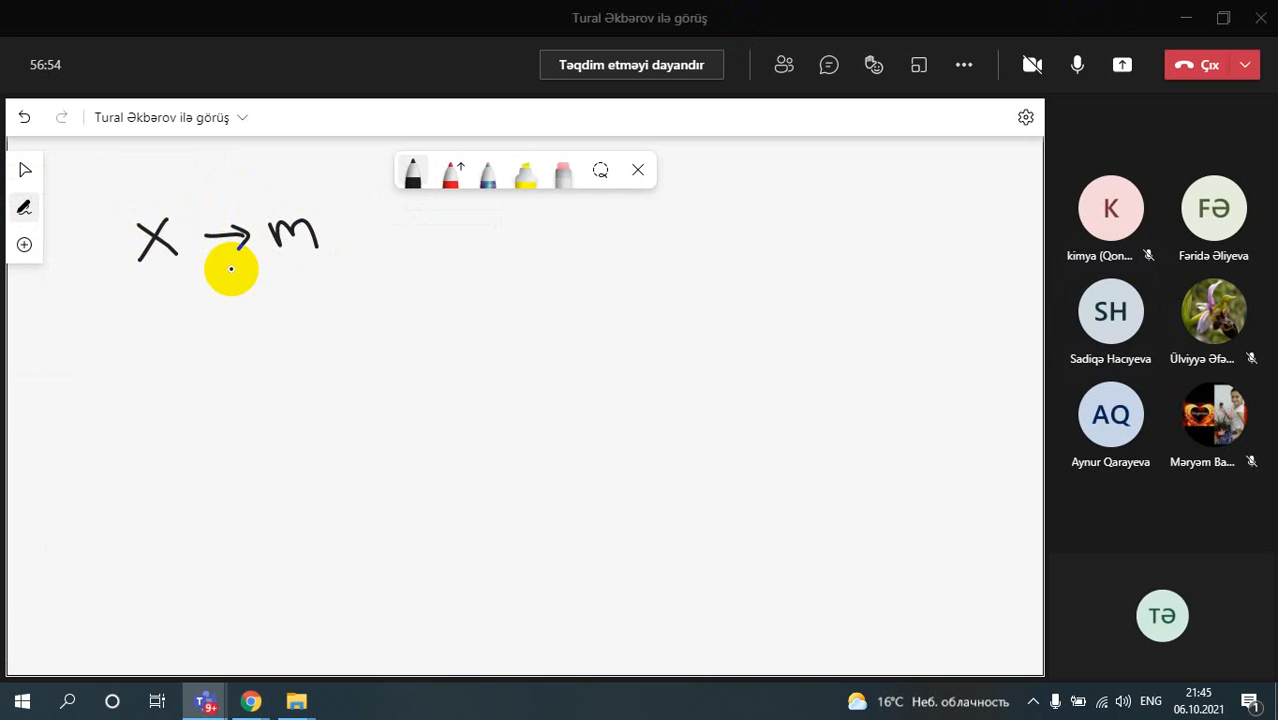 Tural Əkbərov ilə görüş
56:54
Təqdim etməyi dayandır
Çıx
Tural Əkbərov ilə görüş
X → m
K
FƏ
kimya (Qon...
Fəridə Əliyeva
SH
Sadiqə Hacıyeva
Ülviyyə Əfə...
AQ
Aynur Qarayeva
Məryəm Ba...
TƏ
9+
16°C Неб. облачность
ENG
21:45
06.10.2021
1